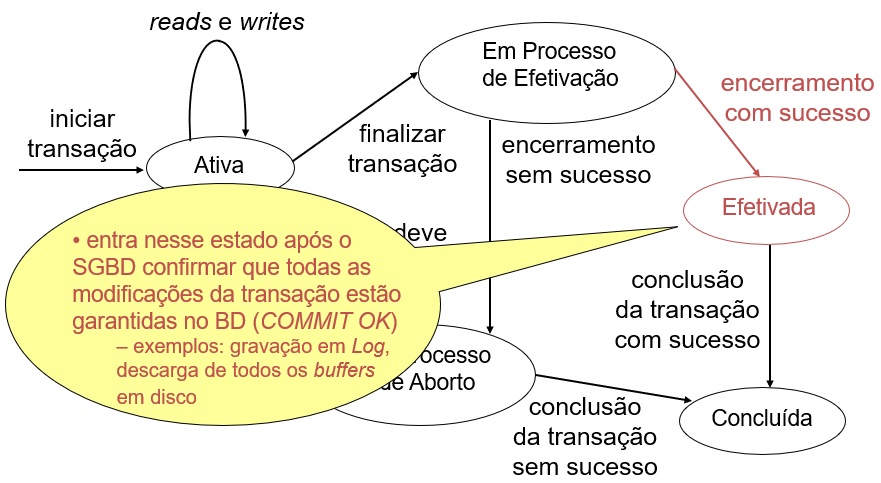 reads e writes
Em Processo
de Efetivação
encerramento
com sucesso
iniciar
transação
finalizar
transação
encerramento
sem sucesso
Ativa
Efetivada
deve
• entra nesse estado após o
SGBD confirmar que todas as
modificações da transação estão
garantidas no BD (COMMIT OK)
– exemplos: gravação em Log,
descarga de todos os buffers
em disco
conclusão
da transação
com sucesso
rocesso
de Aborto
conclusão
da transação
sem sucesso
Concluída